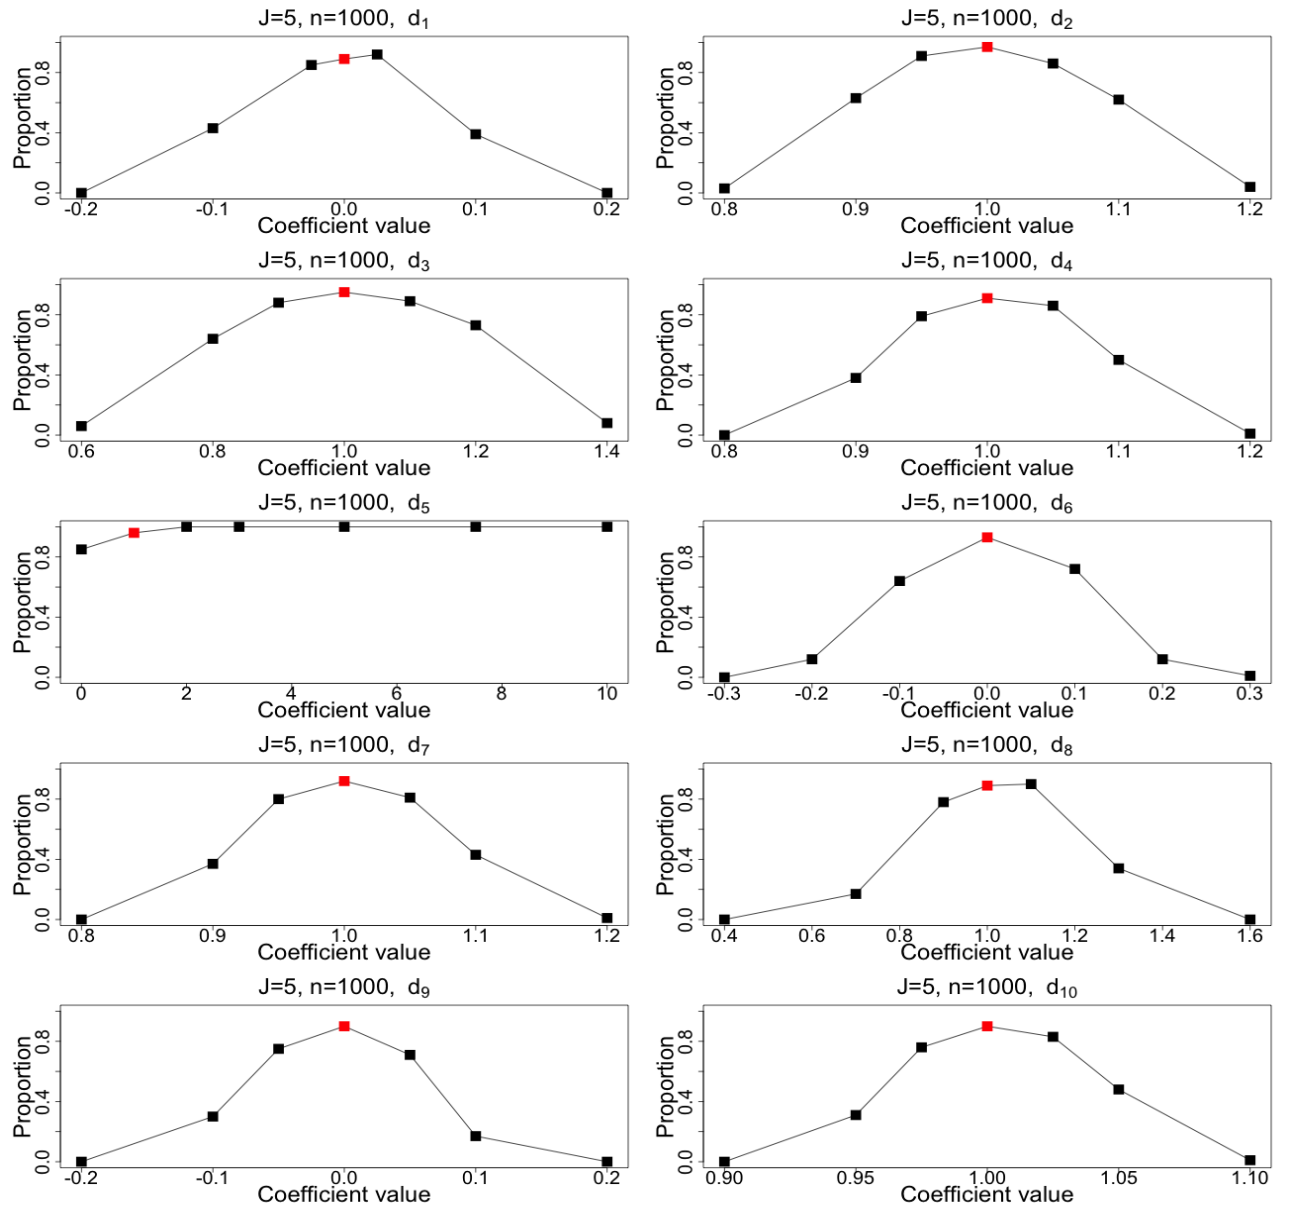 J=5, n=1000, d1
Proportion
0.0 0.4 0.8
-0.2 -0.1 0.0 0.1 0.2
Coefficient value
J=5, n=1000, d2
Proportion
0.0 0.4 0.8
0.8 0.9 1.0 1.1 1.2
Coefficient value
J=5, n=1000, d3
Proportion
0.0 0.4 0.8
0.6 0.8 1.0 1.2 1.4
Coefficient value
J=5, n=1000, d4
Proportion
0.0 0.4 0.8
0.8 0.9 1.0 1.1 1.2
Coefficient value
J=5, n=1000, d5
Proportion
0.0 0.4 0.8
0 2 4 6 8 10
Coefficient value
J=5, n=1000, d6
Proportion
0.0 0.4 0.8
-0.3 -0.2 -0.1 0.0 0.1 0.2 0.3
Coefficient value
J=5, n=1000, d7
Proportion
0.0 0.4 0.8
0.8 0.9 1.0 1.1 1.2
Coefficient value
J=5, n=1000, d8
Proportion
0.0 0.4 0.8
0.4 0.6 0.8 1.0 1.2 1.4 1.6
Coefficient value
J=5, n=1000, d9
Proportion
0.0 0.4 0.8
-0.2 -0.1 0.0 0.1 0.2
Coefficient value
J=5, n=1000, d10
Proportion
0.0 0.4 0.8
0.90 0.95 1.00 1.05 1.10
Coefficient value